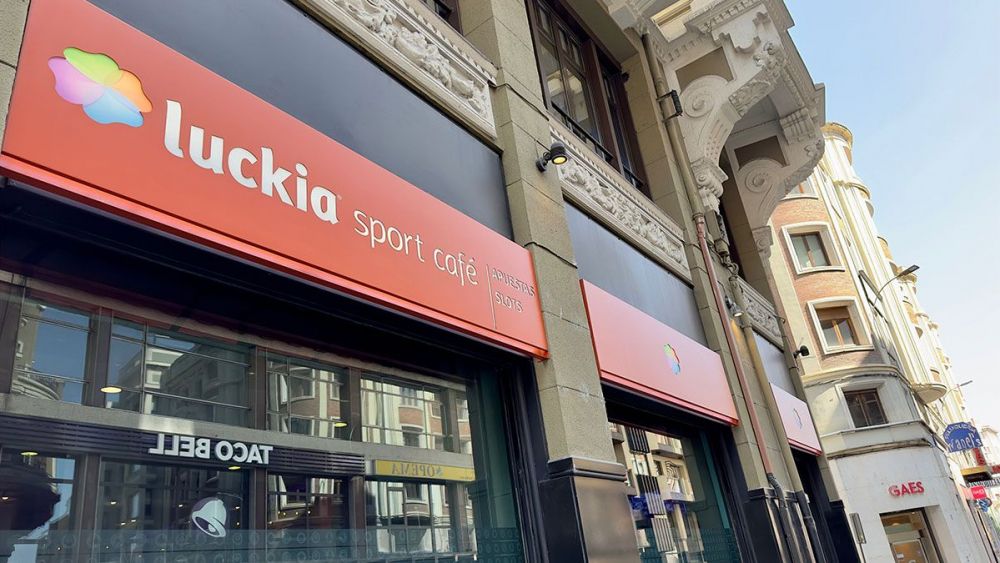 luckia sport café
APUESTAS
SLOTS
TACO BELL
GAES